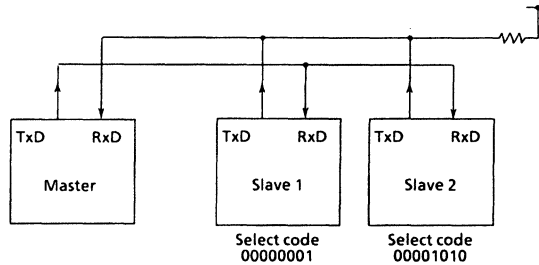 TxD RxD
Master
TxD RxD
Slave 1
TxD RxD
Slave 2
Select code
00000001
Select code
00001010